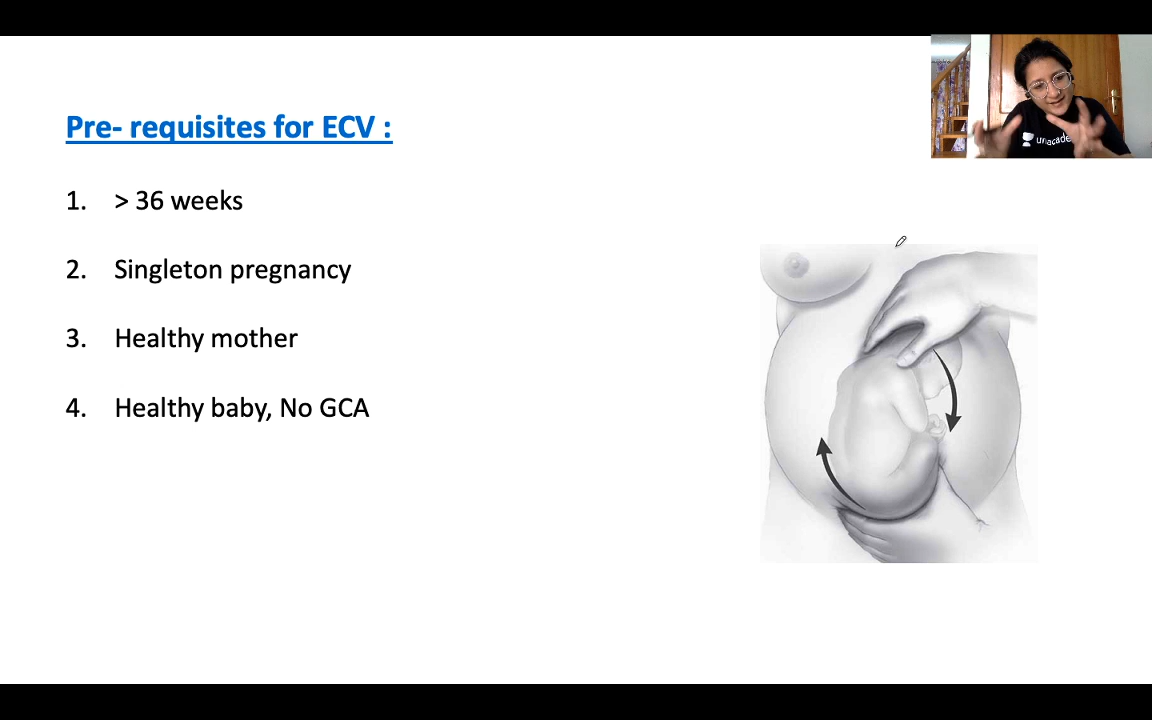 Pre- requisites for ECV :
1. > 36 weeks
2. Singleton pregnancy
3. Healthy mother
4. Healthy baby, No GCA